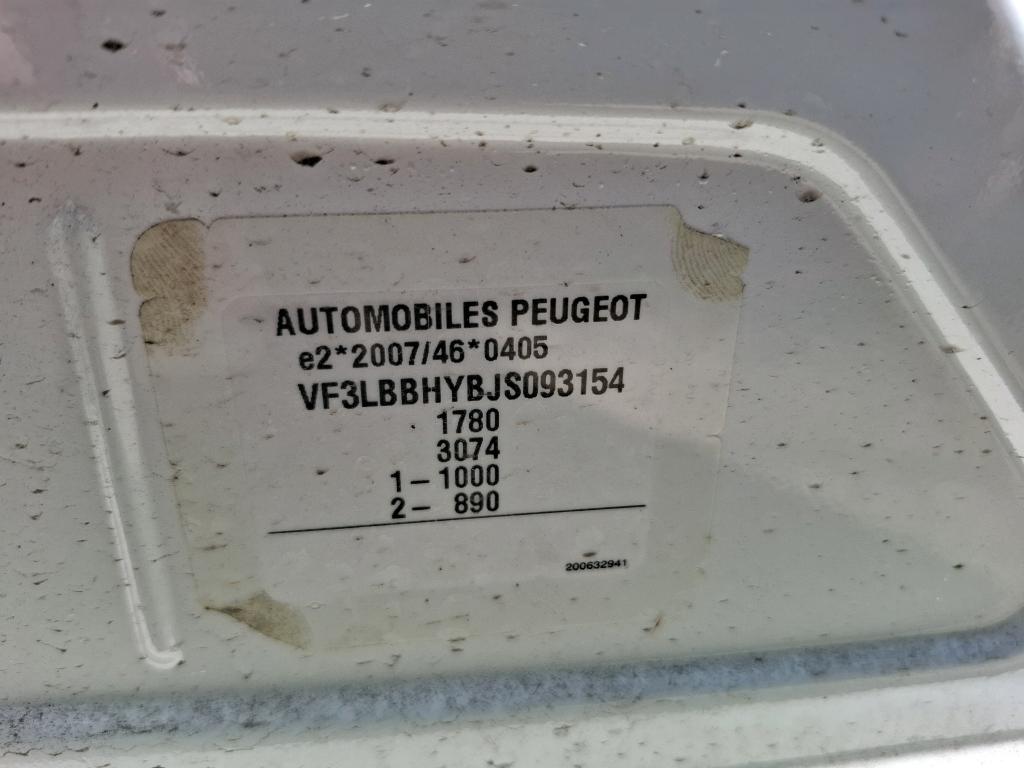 AUTOMOBILES PEUGEOT
e2*2007/46*0405
VF3LBBHYBJS093154
1780
3074
1- 1000
2- 890
200632941